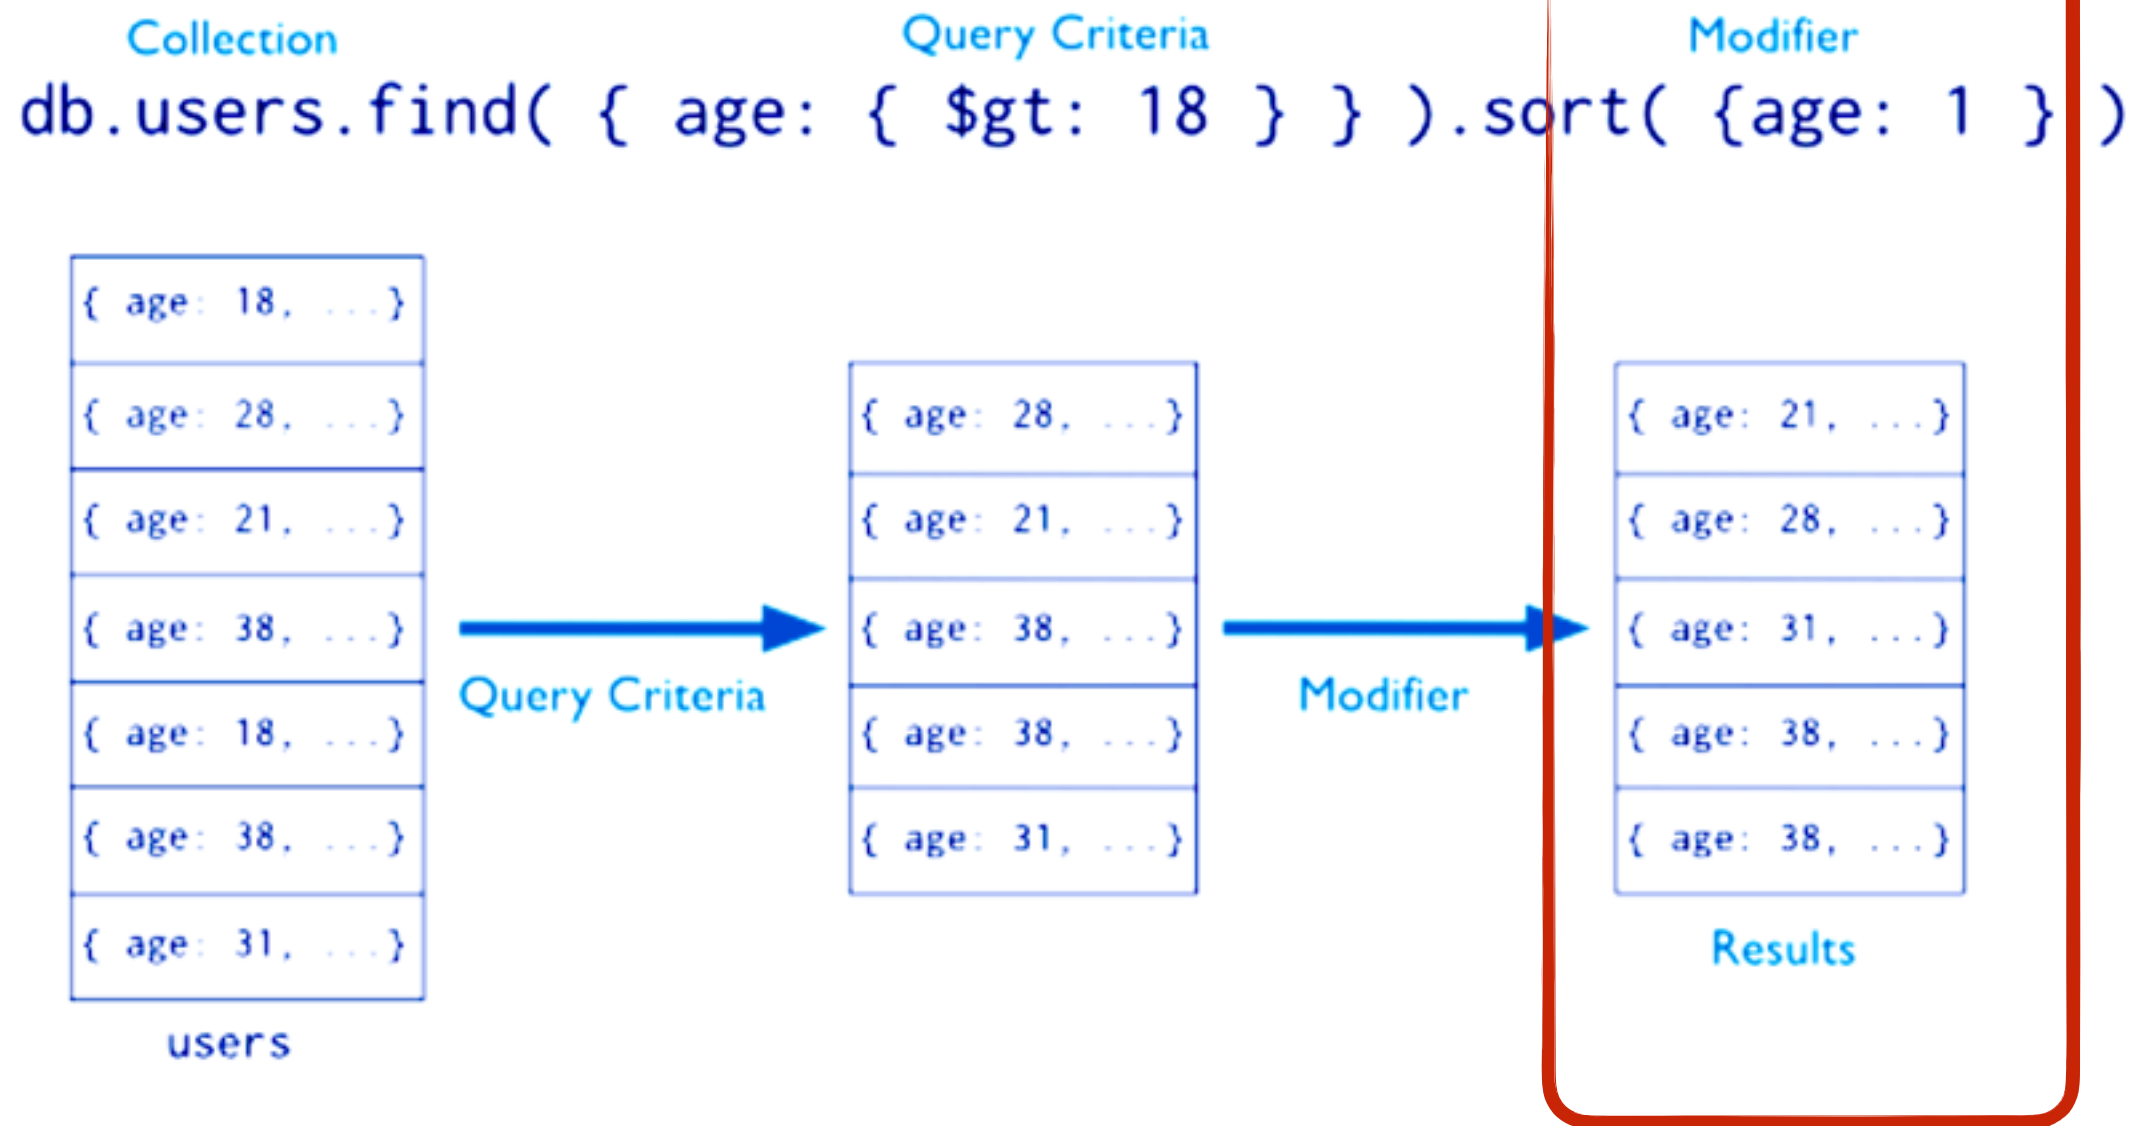 Collection Query Criteria Modifier
db.users.find( { age: { $gt: 18 } } ).sort( {age: 1 } )
{ age: 18, ...}
{ age: 28, ...}
{ age: 21, ...}
{ age: 38, ...}
{ age: 18, ...}
{ age: 38, ...}
{ age: 31, ...}
users
Query Criteria
{ age: 28, ...}
{ age: 21, ...}
{ age: 38, ...}
{ age: 38, ...}
{ age: 31, ...}
Modifier
{ age: 21, ...}
{ age: 28, ...}
{ age: 31, ...}
{ age: 38, ...}
{ age: 38, ...}
Results